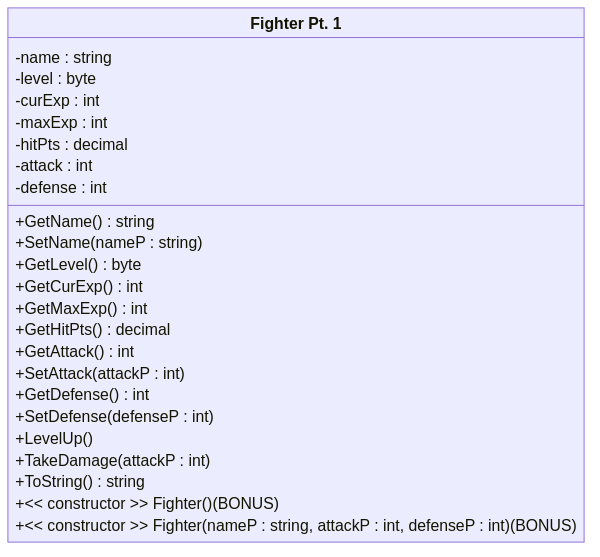 Fighter Pt. 1
-name : string
-level : byte
-curExp : int
-maxExp : int
-hitPts : decimal
-attack : int
-defense : int
+GetName() : string
+SetName(nameP : string)
+GetLevel() : byte
+GetCurExp() : int
+GetMaxExp() : int
+GetHitPts() : decimal
+GetAttack() : int
+SetAttack(attackP : int)
+GetDefense() : int
+SetDefense(defenseP : int)
+LevelUp()
+TakeDamage(attackP : int)
+ToString() : string
+<< constructor >> Fighter()(BONUS)
+<< constructor >> Fighter(nameP : string, attackP : int, defenseP : int)(BONUS)